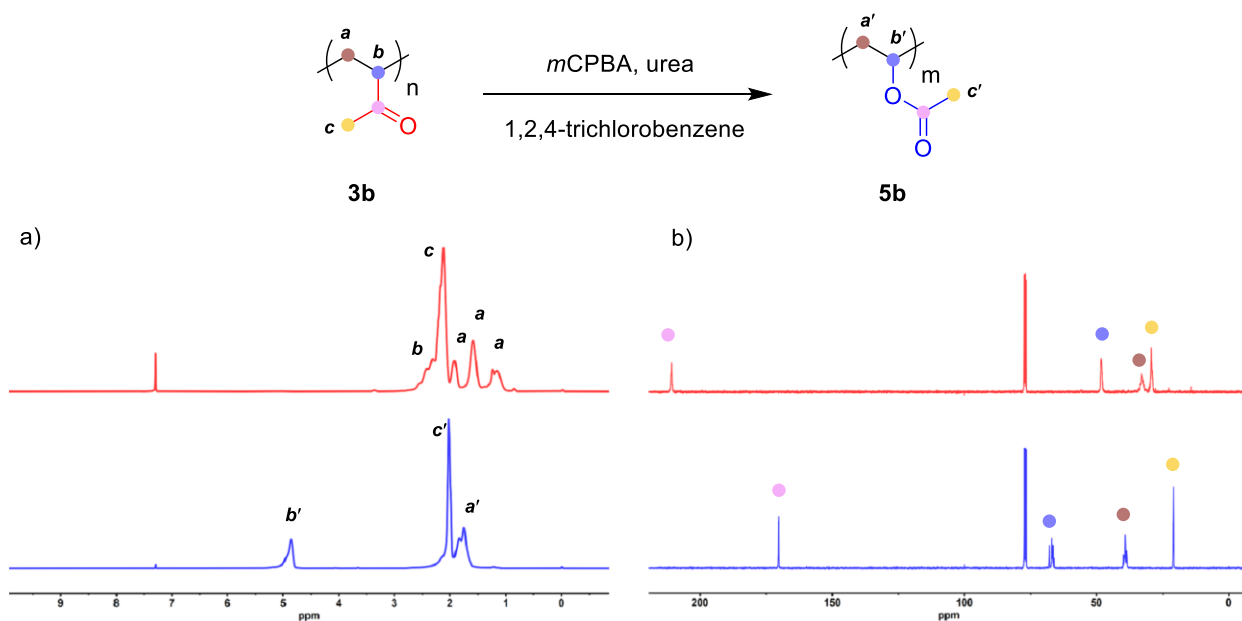 a
b
n
c
O
3b
mCPBA, urea
1,2,4-trichlorobenzene
a′
b′
m
O
c′
O
5b
a)
c
a
b
a
a
c′
b′
a′
9 8 7 6 5 4 3 2 1 0
ppm
b)
200 150 100 50 0
ppm